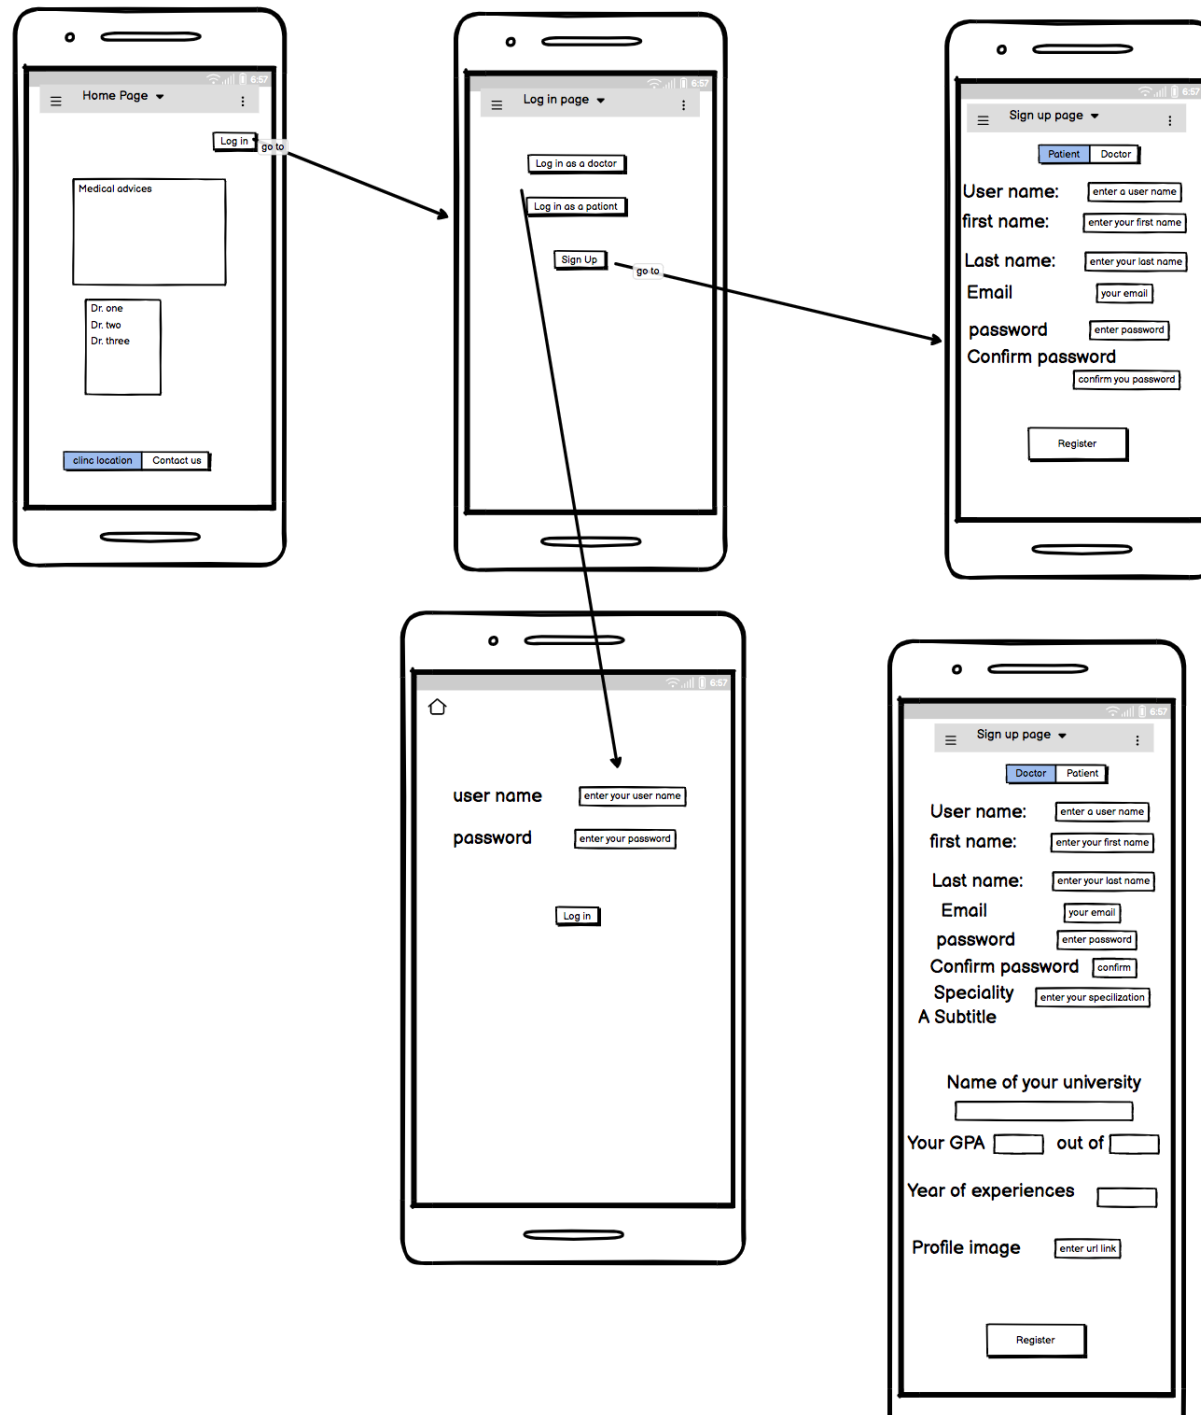 6:57
Home Page
Log in
go to
Medical advices
Dr. one
Dr. two
Dr. three
clinc location Contact us
6:57
Log in page
Log in as a doctor
Log in as a patient
Sign Up
go to
6:57
Sign up page
Patient Doctor
User name: enter a user name
first name: enter your first name
Last name: enter your last name
Email your email
password enter password
Confirm password
confirm you password
Register
6:57
user name enter your user name
password enter your password
Log in
6:57
Sign up page
Doctor Patient
User name: enter a user name
first name: enter your first name
Last name: enter your last name
Email your email
password enter password
Confirm password confirm
Speciality enter your specilization
A Subtitle
Name of your university
Your GPA out of
Year of experiences
Profile image enter url link
Register